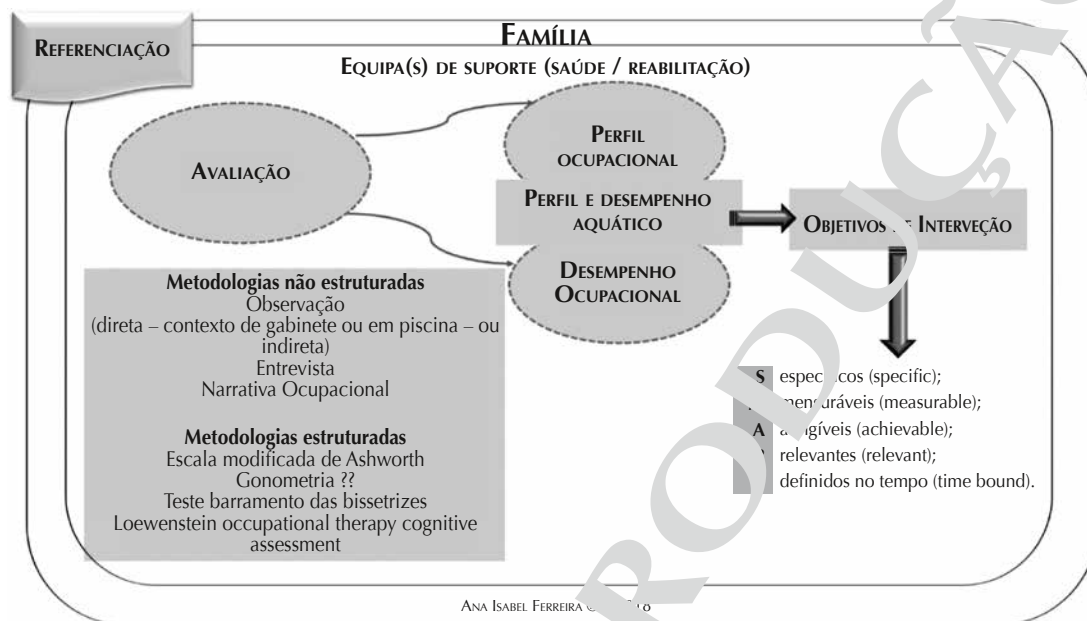 REFERENCIAÇÃO
FAMÍLIA
EQUIPA(S) DE SUPORTE (SAÚDE / REABILITAÇÃO)
AVALIAÇÃO
PERFIL
OCUPACIONAL
PERFIL E DESEMPENHO
AQUÁTICO
DESEMPENHO
OCUPACIONAL
OBJETIVOS INTERVEÇÃO
Metodologias não estruturadas
Observação
(direta – contexto de gabinete ou em piscina – ou
indireta)
Entrevista
Narrativa Ocupacional
Metodologias estruturadas
Escala modificada de Ashworth
Gonometria ??
Teste barramento das bissetrizes
Loewenstein occupational therapy cognitive
assessment
S (specific);
(measurable);
A (achievable);
relevantes (relevant);
definidos no tempo (time bound).
ANA ISABEL FERREIRA
RODUÇÃO